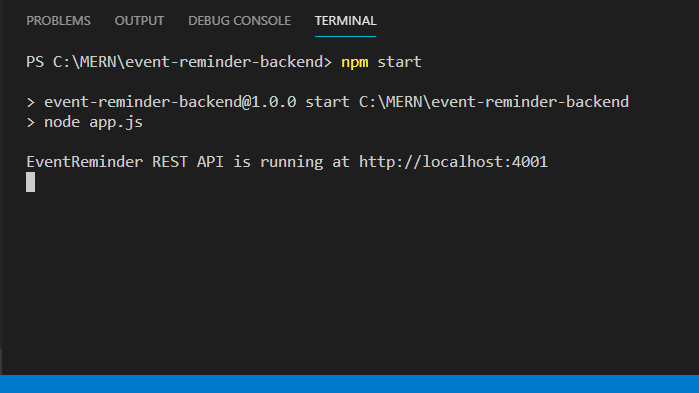 PROBLEMS OUTPUT DEBUG CONSOLE TERMINAL
PS C:\MERN\event-reminder-backend> npm start
> event-reminder-backend@1.0.0 start C:\MERN\event-reminder-backend
> node app.js
EventReminder REST API is running at http://localhost:4001